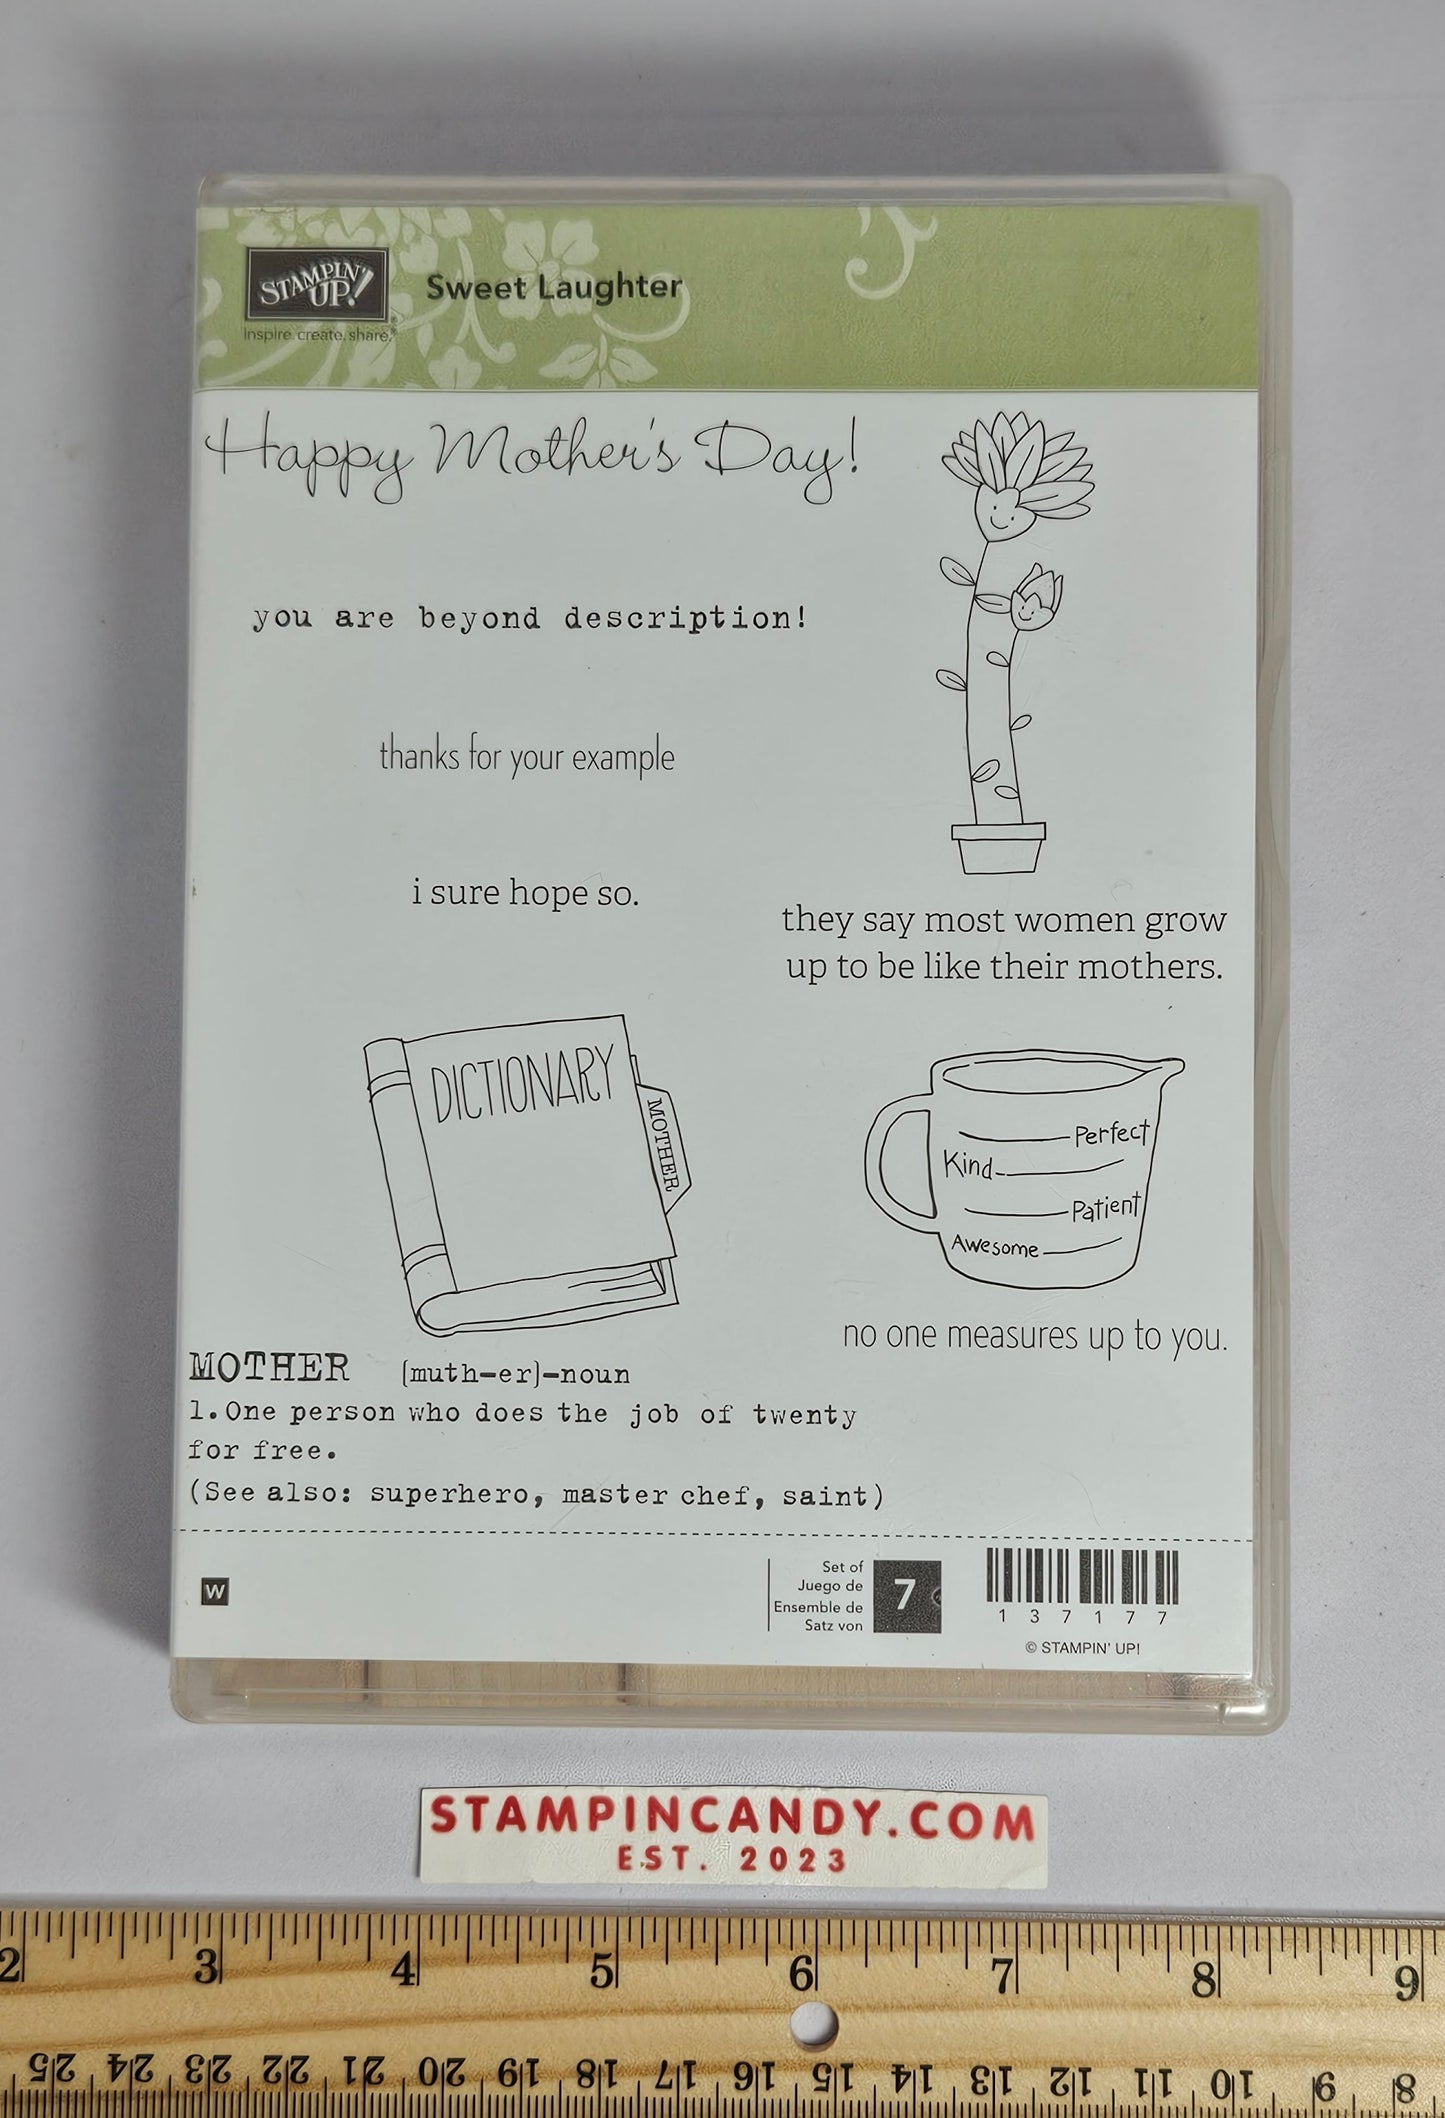 STAMPIN' UP!®
inspire. create. share.®
Sweet Laughter
Happy Mother's Day!
you are beyond description!
thanks for your example
i sure hope so.
they say most women grow
up to be like their mothers.
DICTIONARY
MOTHER
Perfect
Kind
Patient
Awesome
no one measures up to you.
MOTHER (muth-er)-noun
1. One person who does the job of twenty
for free.
(See also: superhero, master chef, saint)
W
Set of
Juego de
Ensemble de
Satz von
7
137177
© STAMPIN' UP!
STAMPINCANDY.COM
EST. 2023
2 3 4 5 6 7 8 9
25 24 23 22 21 20 19 18 17 16 15 14 13 12 11 10 9 8